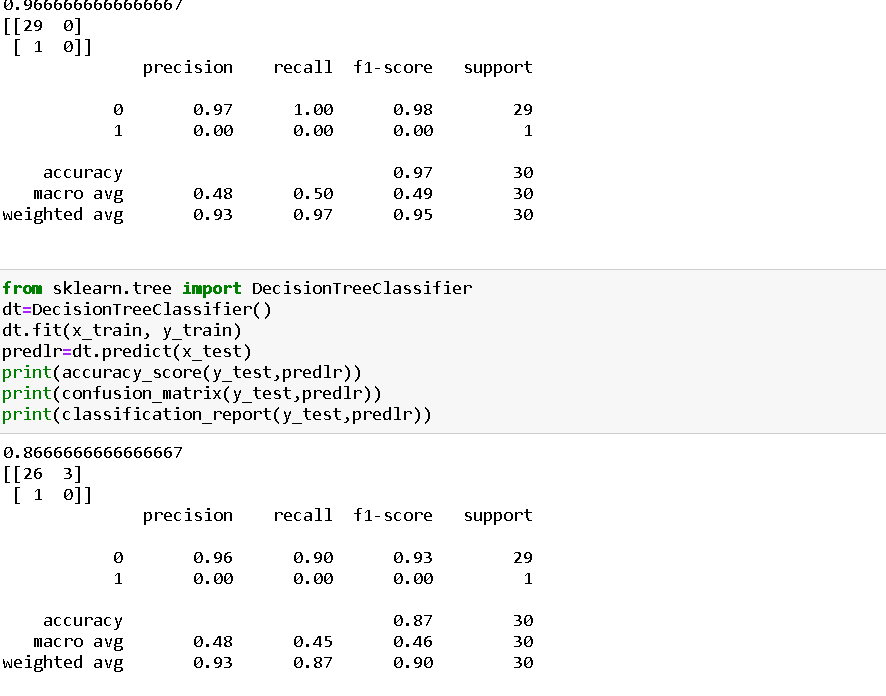 0.9666666666666667
[[29  0]
 [ 1  0]]
              precision    recall  f1-score   support

           0       0.97      1.00      0.98        29
           1       0.00      0.00      0.00         1

    accuracy                           0.97        30
   macro avg       0.48      0.50      0.49        30
weighted avg       0.93      0.97      0.95        30

from sklearn.tree import DecisionTreeClassifier
dt=DecisionTreeClassifier()
dt.fit(x_train, y_train)
predlr=dt.predict(x_test)
print(accuracy_score(y_test,predlr))
print(confusion_matrix(y_test,predlr))
print(classification_report(y_test,predlr))

0.8666666666666667
[[26  3]
 [ 1  0]]
              precision    recall  f1-score   support

           0       0.96      0.90      0.93        29
           1       0.00      0.00      0.00         1

    accuracy                           0.87        30
   macro avg       0.48      0.45      0.46        30
weighted avg       0.93      0.87      0.90        30